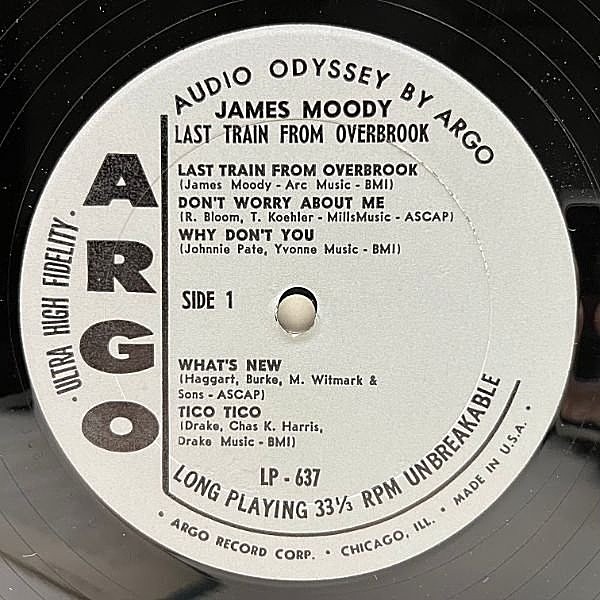 AUDIO ODYSSEY BY ARGO
JAMES MOODY
LAST TRAIN FROM OVERBROOK
LAST TRAIN FROM OVERBROOK
(James Moody - Arc Music - BMI)
DON'T WORRY ABOUT ME
(R. Bloom, T. Koehler - MillsMusic - ASCAP)
WHY DON'T YOU
(Johnnie Pate, Yvonne Music - BMI)
ARGO
• ULTRA HIGH FIDELITY •
SIDE 1
WHAT'S NEW
(Haggart, Burke, M. Witmark &
Sons - ASCAP)
TICO TICO
(Drake, Chas K. Harris,
Drake Music - BMI)
LP - 637
LONG PLAYING 33⅓ RPM UNBREAKABLE
• ARGO RECORD CORP. • CHICAGO, ILL. • MADE IN U.S.A. •